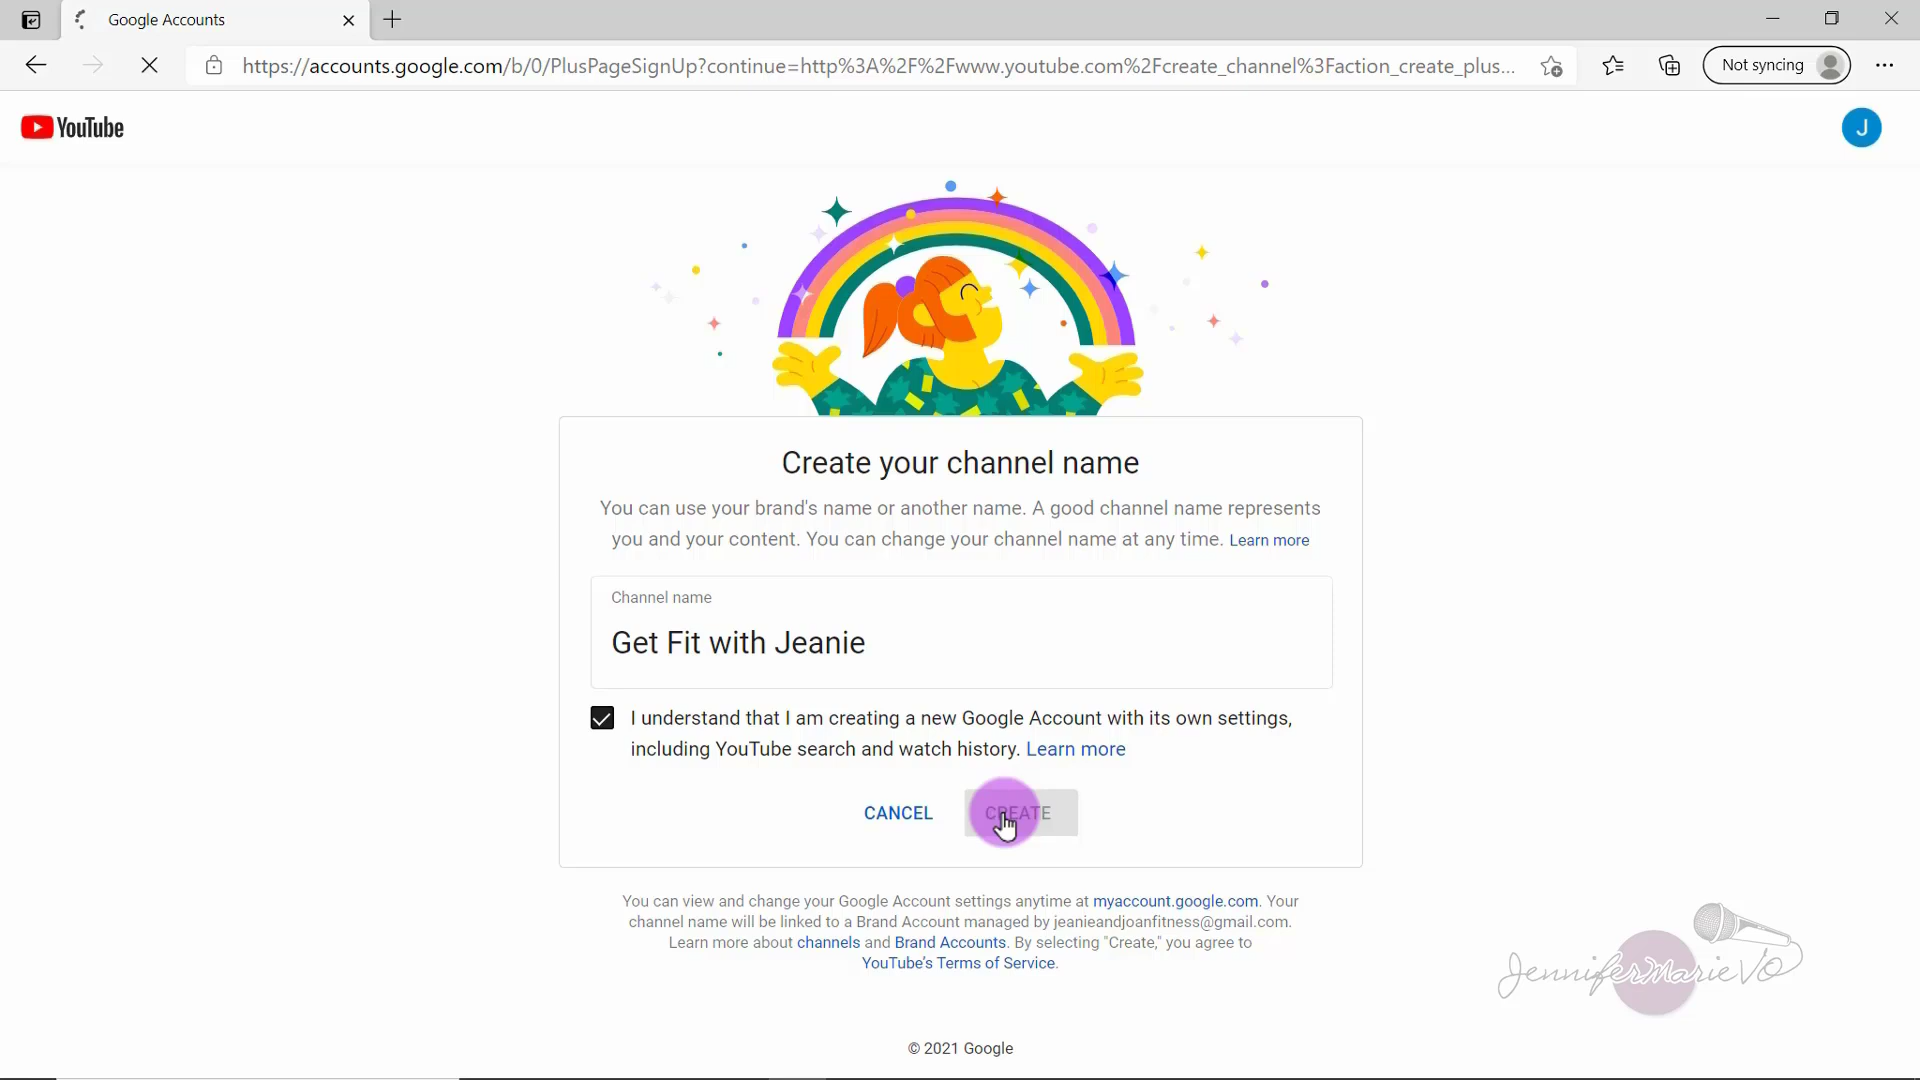 Google Accounts
https://accounts.google.com/b/0/PlusPageSignUp?continue=http%3A%2F%2Fwww.youtube.com%2Fcreate_channel%3Faction_create_plus...
Not syncing
YouTube
J
Create your channel name
You can use your brand's name or another name. A good channel name represents
you and your content. You can change your channel name at any time. Learn more
Channel name
Get Fit with Jeanie
I understand that I am creating a new Google Account with its own settings,
including YouTube search and watch history. Learn more
CANCEL CREATE
You can view and change your Google Account settings anytime at myaccount.google.com. Your
channel name will be linked to a Brand Account managed by jeanieandjoanfitness@gmail.com.
Learn more about channels and Brand Accounts. By selecting "Create," you agree to
YouTube's Terms of Service.
JenniferMarieVO
© 2021 Google